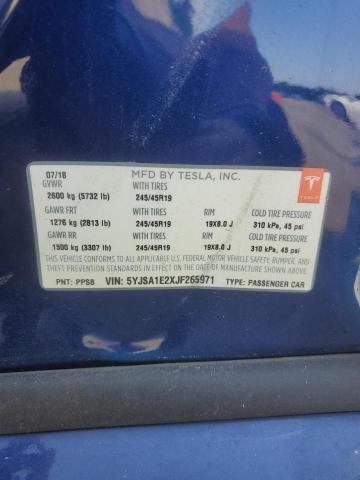 07/18 MFD BY TESLA, INC. TESLA
GVWR WITH TIRES
2600 kg (5732 lb) 245/45R19
GAWR FRT WITH TIRES RIM COLD TIRE PRESSURE
1276 kg (2813 lb) 245/45R19 19X8.0 J 310 kPa, 45 psi
GAWR RR WITH TIRES RIM COLD TIRE PRESSURE
1500 kg (3307 lb) 245/45R19 19X8.0 J 310 kPa, 45 psi
THIS VEHICLE CONFORMS TO ALL APPLICABLE U.S. FEDERAL MOTOR VEHICLE SAFETY, BUMPER, AND
THEFT PREVENTION STANDARDS IN EFFECT ON THE DATE OF MANUFACTURE SHOWN ABOVE.
PNT: PPSB VIN: 5YJSA1E2XJF265971 TYPE: PASSENGER CAR